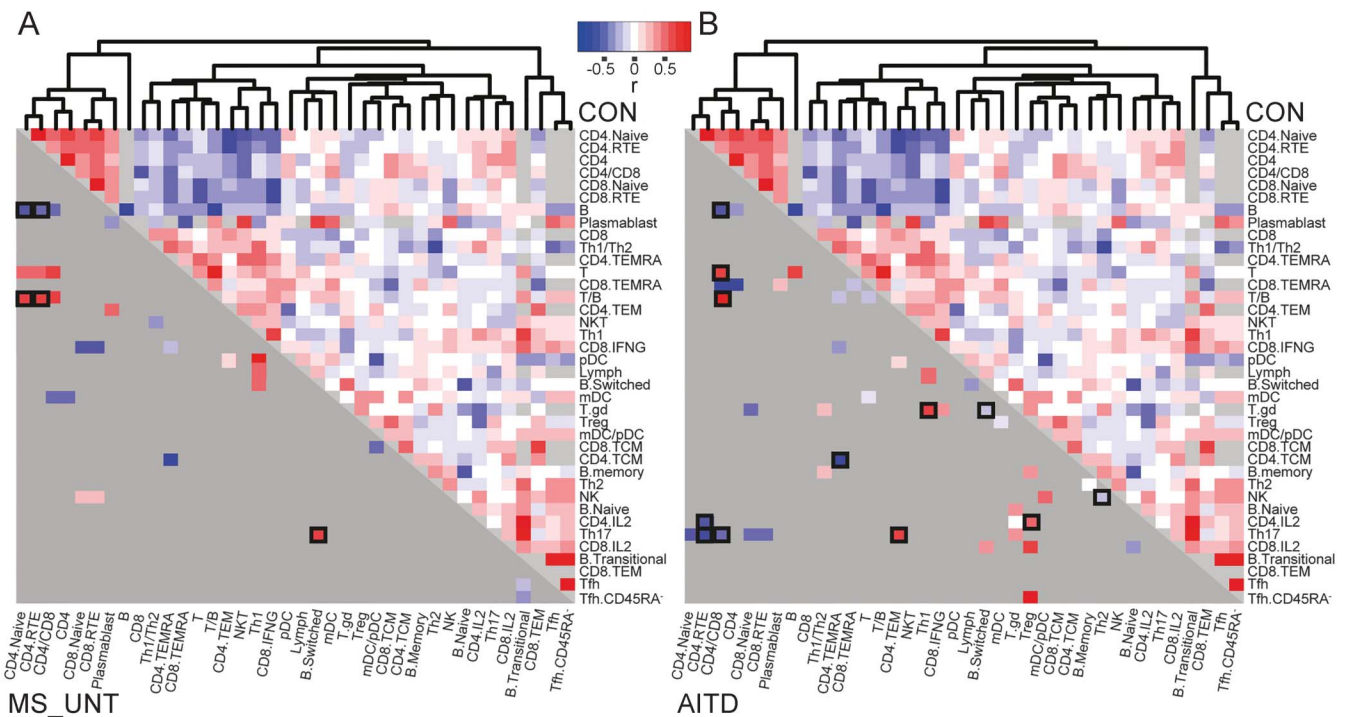 A
B
-0.5 0 0.5
r
CON
CD4.Naive
CD4.RTE
CD4
CD4/CD8
CD8.Naive
CD8.RTE
B
Plasmablast
CD8
Th1/Th2
CD4.TEMRA
T
CD8.TEMRA
T/B
CD4.TEM
NKT
Th1
CD8.IFNG
pDC
Lymph
B.Switched
mDC
T.gd
Treg
mDC/pDC
CD8.TCM
CD4.TCM
B.memory
Th2
NK
B.Naive
CD4.IL2
Th17
CD8.IL2
B.Transitional
CD8.TEM
Tfh
Tfh.CD45RA-
CD4.Naive
CD4.RTE
CD4/CD8
CD4
CD8.Naive
CD8.RTE
Plasmablast
B
CD8
Th1/Th2
CD4.TEMRA
CD8.TEMRA
T
T/B
CD4.TEM
NKT
Th1
CD8.IFNG
pDC
Lymph
B.Switched
mDC
T.gd
Treg
mDC/pDC
CD8.TCM
CD4.TCM
B.Memory
Th2
NK
B.Naive
CD4.IL2
Th17
CD8.IL2
B.Transitional
CD8.TEM
Tfh
Tfh.CD45RA-
MS_UNT
CON
CD4.Naive
CD4.RTE
CD4
CD4/CD8
CD8.Naive
CD8.RTE
B
Plasmablast
CD8
Th1/Th2
CD4.TEMRA
T
CD8.TEMRA
T/B
CD4.TEM
NKT
Th1
CD8.IFNG
pDC
Lymph
B.Switched
mDC
T.gd
Treg
mDC/pDC
CD8.TCM
CD4.TCM
B.memory
Th2
NK
B.Naive
CD4.IL2
Th17
CD8.IL2
B.Transitional
CD8.TEM
Tfh
Tfh.CD45RA-
CD4.Naive
CD4.RTE
CD4/CD8
CD4
CD8.Naive
CD8.RTE
Plasmablast
B
CD8
Th1/Th2
CD4.TEMRA
CD8.TEMRA
T
T/B
CD4.TEM
NKT
Th1
CD8.IFNG
pDC
Lymph
B.Switched
mDC
T.gd
Treg
mDC/pDC
CD8.TCM
CD4.TCM
B.Memory
Th2
NK
B.Naive
CD4.IL2
Th17
CD8.IL2
B.Transitional
CD8.TEM
Tfh
Tfh.CD45RA-
AITD